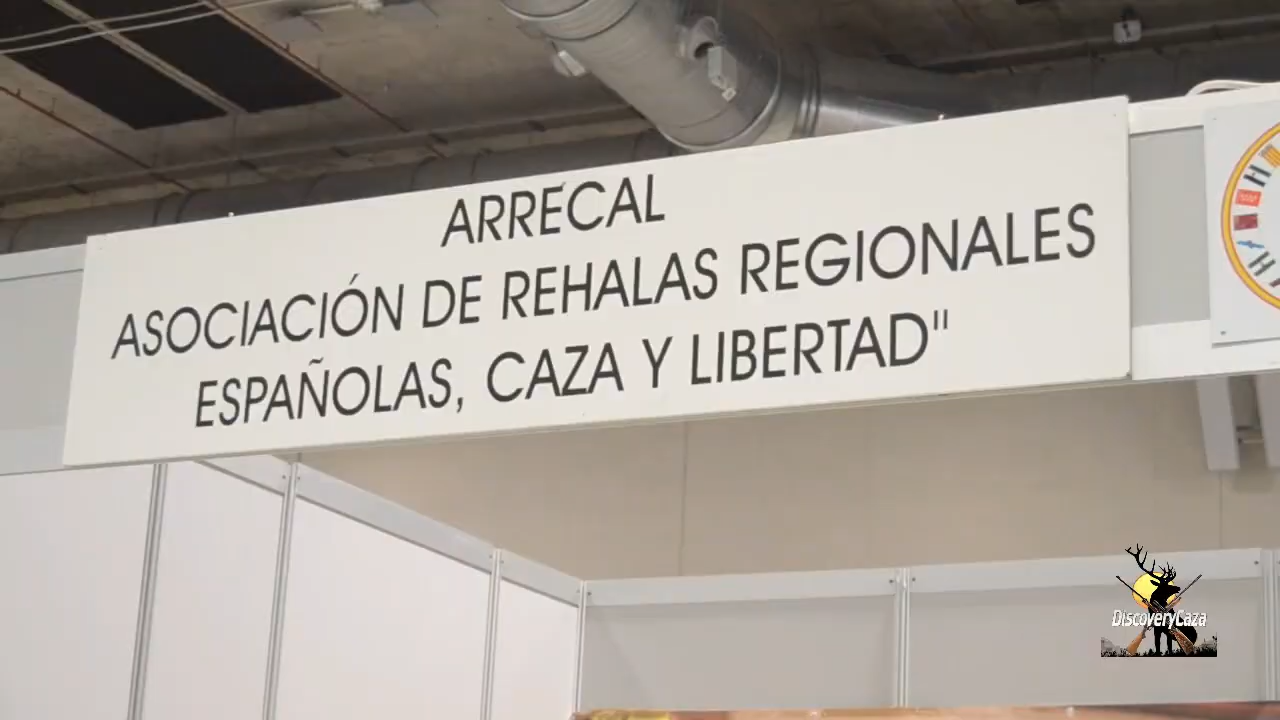 ARRECAL
ASOCIACIÓN DE REHALAS REGIONALES
ESPAÑOLAS, CAZA Y LIBERTAD"
DiscoveryCaza